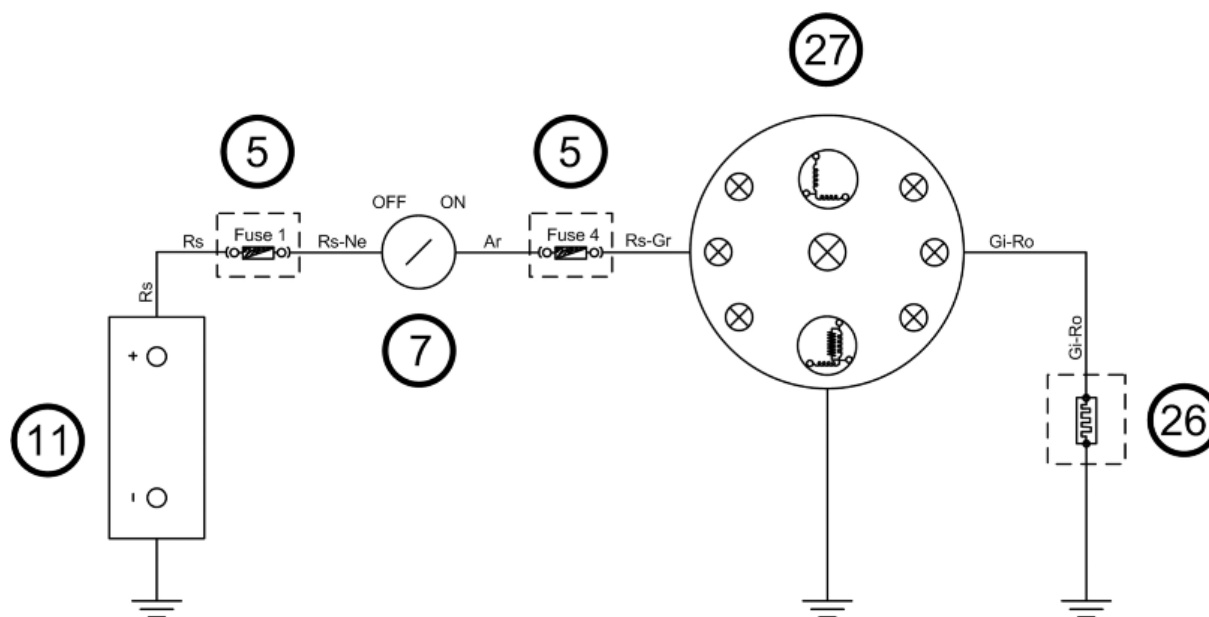 27
5
5
OFF ON
Fuse 1
Fuse 4
Rs
Rs-Ne
Ar
Rs-Gr
Gi-Ro
Rs
Gi-Ro
7
+
11
26
-